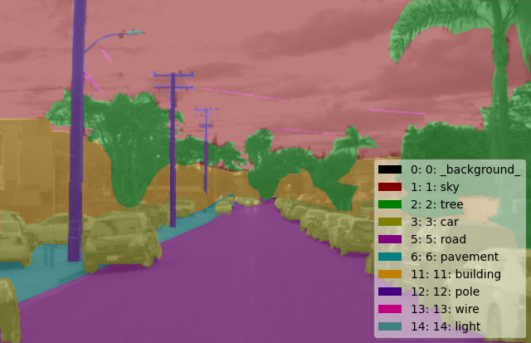 0: 0: _background_
1: 1: sky
2: 2: tree
3: 3: car
5: 5: road
6: 6: pavement
11: 11: building
12: 12: pole
13: 13: wire
14: 14: light